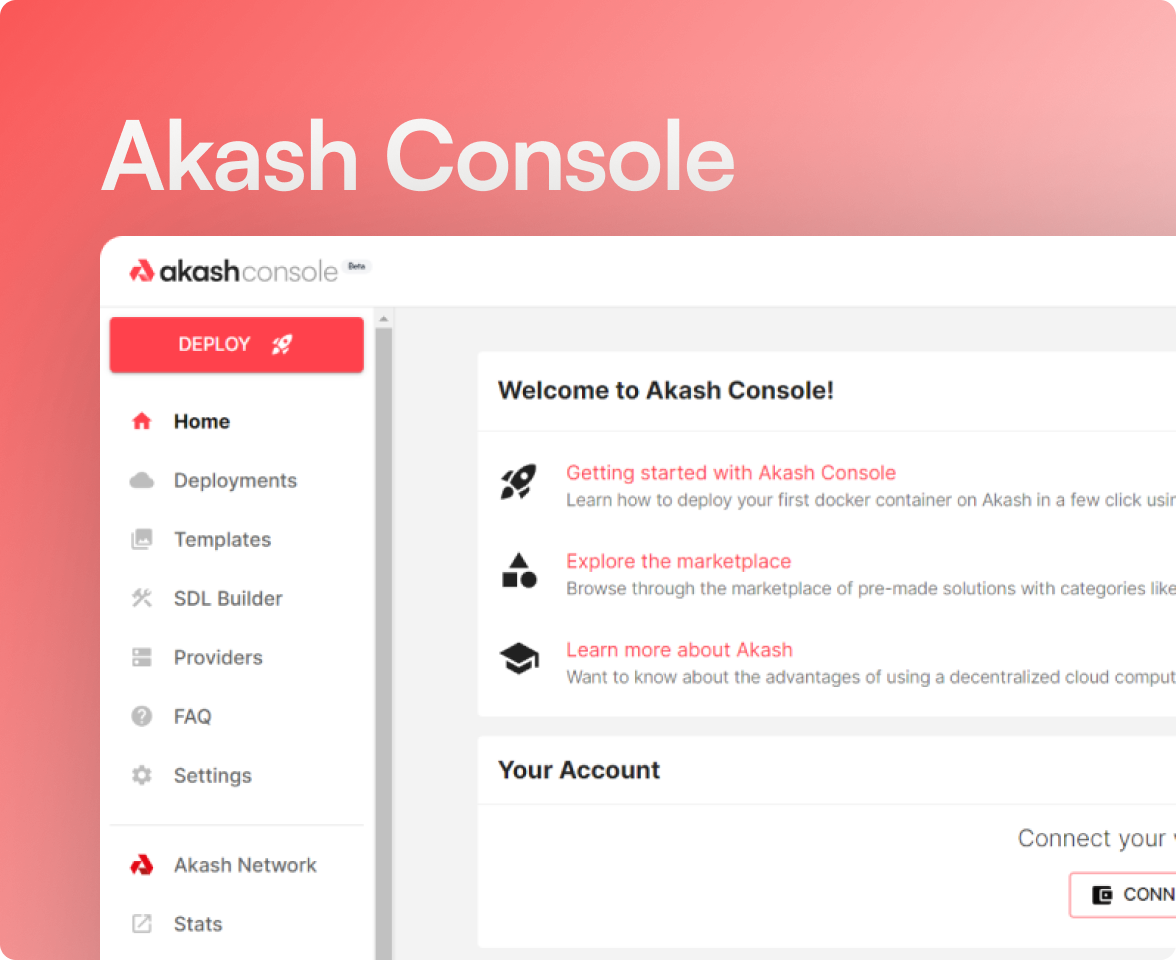 Akash Console
akashconsole Beta
DEPLOY
Home
Deployments
Templates
SDL Builder
Providers
FAQ
Settings
Akash Network
Stats
Welcome to Akash Console!
Getting started with Akash Console
Learn how to deploy your first docker container on Akash in a few click
Explore the marketplace
Browse through the marketplace of pre-made solutions with categories like
Learn more about Akash
Want to know about the advantages of using a decentralized cloud
Your Account
Connect your